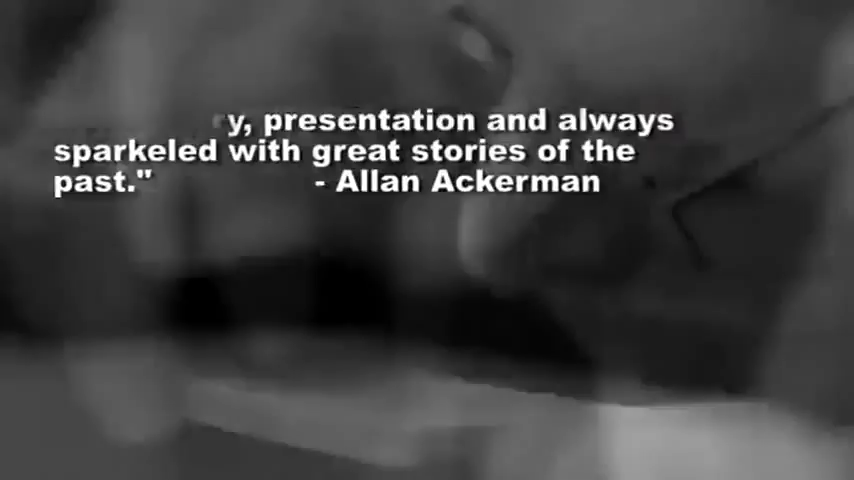 y, presentation and always
sparkeled with great stories of the
past." - Allan Ackerman